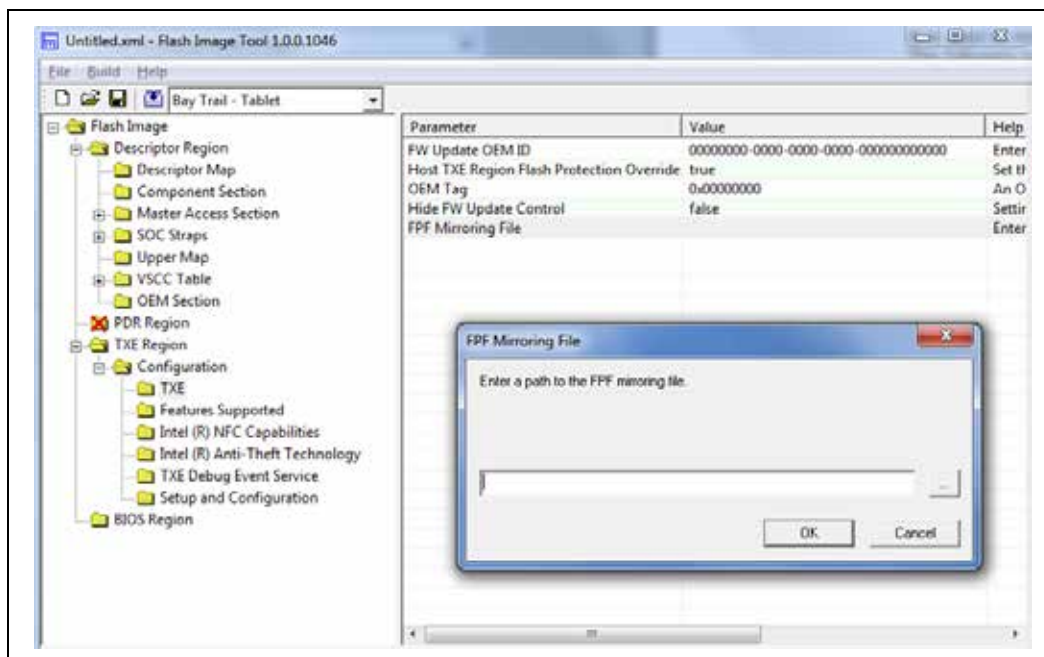 Untitled.xml - Flash Image Tool 1.0.0.1046
File Build Help
Bay Trail - Tablet
Flash Image
Descriptor Region
Descriptor Map
Component Section
Master Access Section
SOC Straps
Upper Map
VSCC Table
OEM Section
PDR Region
TXE Region
Configuration
TXE
Features Supported
Intel (R) NFC Capabilities
Intel (R) Anti-Theft Technology
TXE Debug Event Service
Setup and Configuration
BIOS Region
Parameter Value Help
FW Update OEM ID 00000000-0000-0000-0000-000000000000 Enter
Host TXE Region Flash Protection Override true Set th
OEM Tag 0x00000000 An O
Hide FW Update Control false Settin
FPF Mirroring File Enter
FPF Mirroring File
Enter a path to the FPF mirroring file.
...
OK Cancel